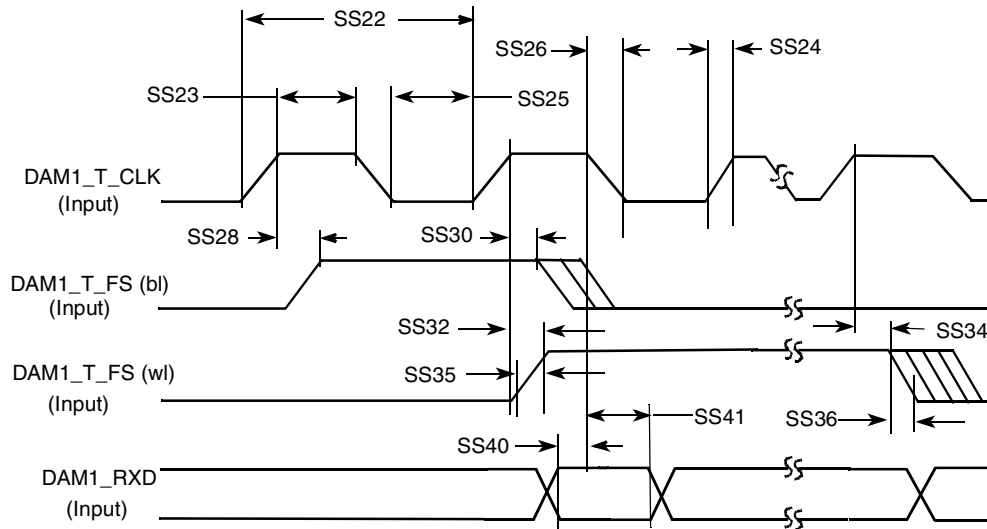 SS22
SS26
SS24
SS23
SS25
DAM1_T_CLK
(Input)
SS28
SS30
DAM1_T_FS (bl)
(Input)
SS32
SS34
DAM1_T_FS (wl)
(Input)
SS35
SS36
SS41
SS40
DAM1_RXD
(Input)